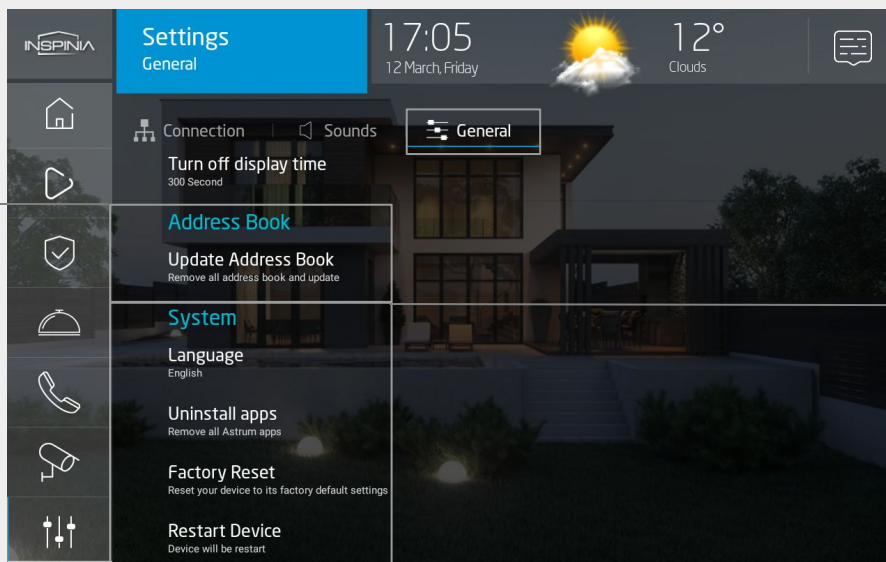 INSPINIA
Settings
General
17:05
12 March, Friday
12°
Clouds
Connection
Sounds
General
Turn off display time
300 Second
Address Book
Update Address Book
Remove all address book and update
System
Language
English
Uninstall apps
Remove all Astrum apps
Factory Reset
Reset your device to its factory default settings
Restart Device
Device will be restart